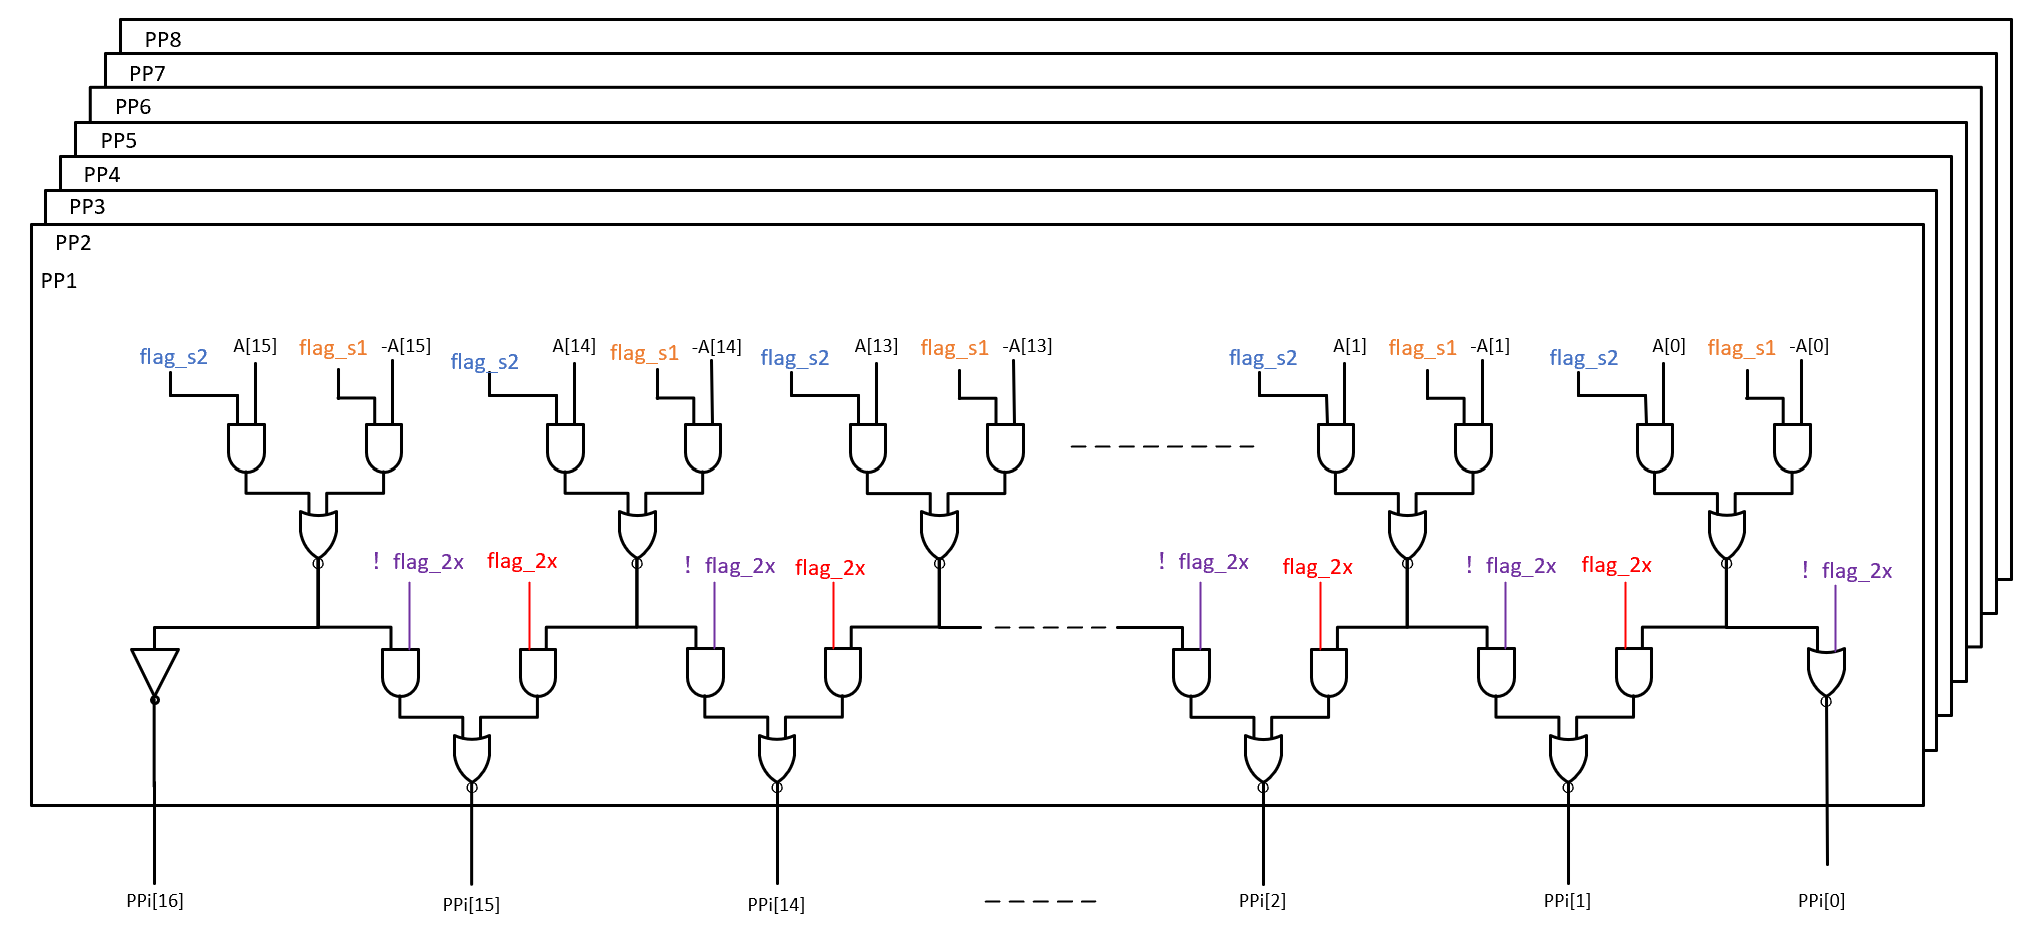 PP8
PP7
PP6
PP5
PP4
PP3
PP2
PP1
flag_s2 A[15] flag_s1 -A[15] flag_s2 A[14] flag_s1 -A[14] flag_s2 A[13] flag_s1 -A[13] flag_s2 A[1] flag_s1 -A[1] flag_s2 A[0] flag_s1 -A[0]
! flag_2x flag_2x ! flag_2x flag_2x ! flag_2x flag_2x ! flag_2x flag_2x ! flag_2x
PPi[16] PPi[15] PPi[14] PPi[2] PPi[1] PPi[0]